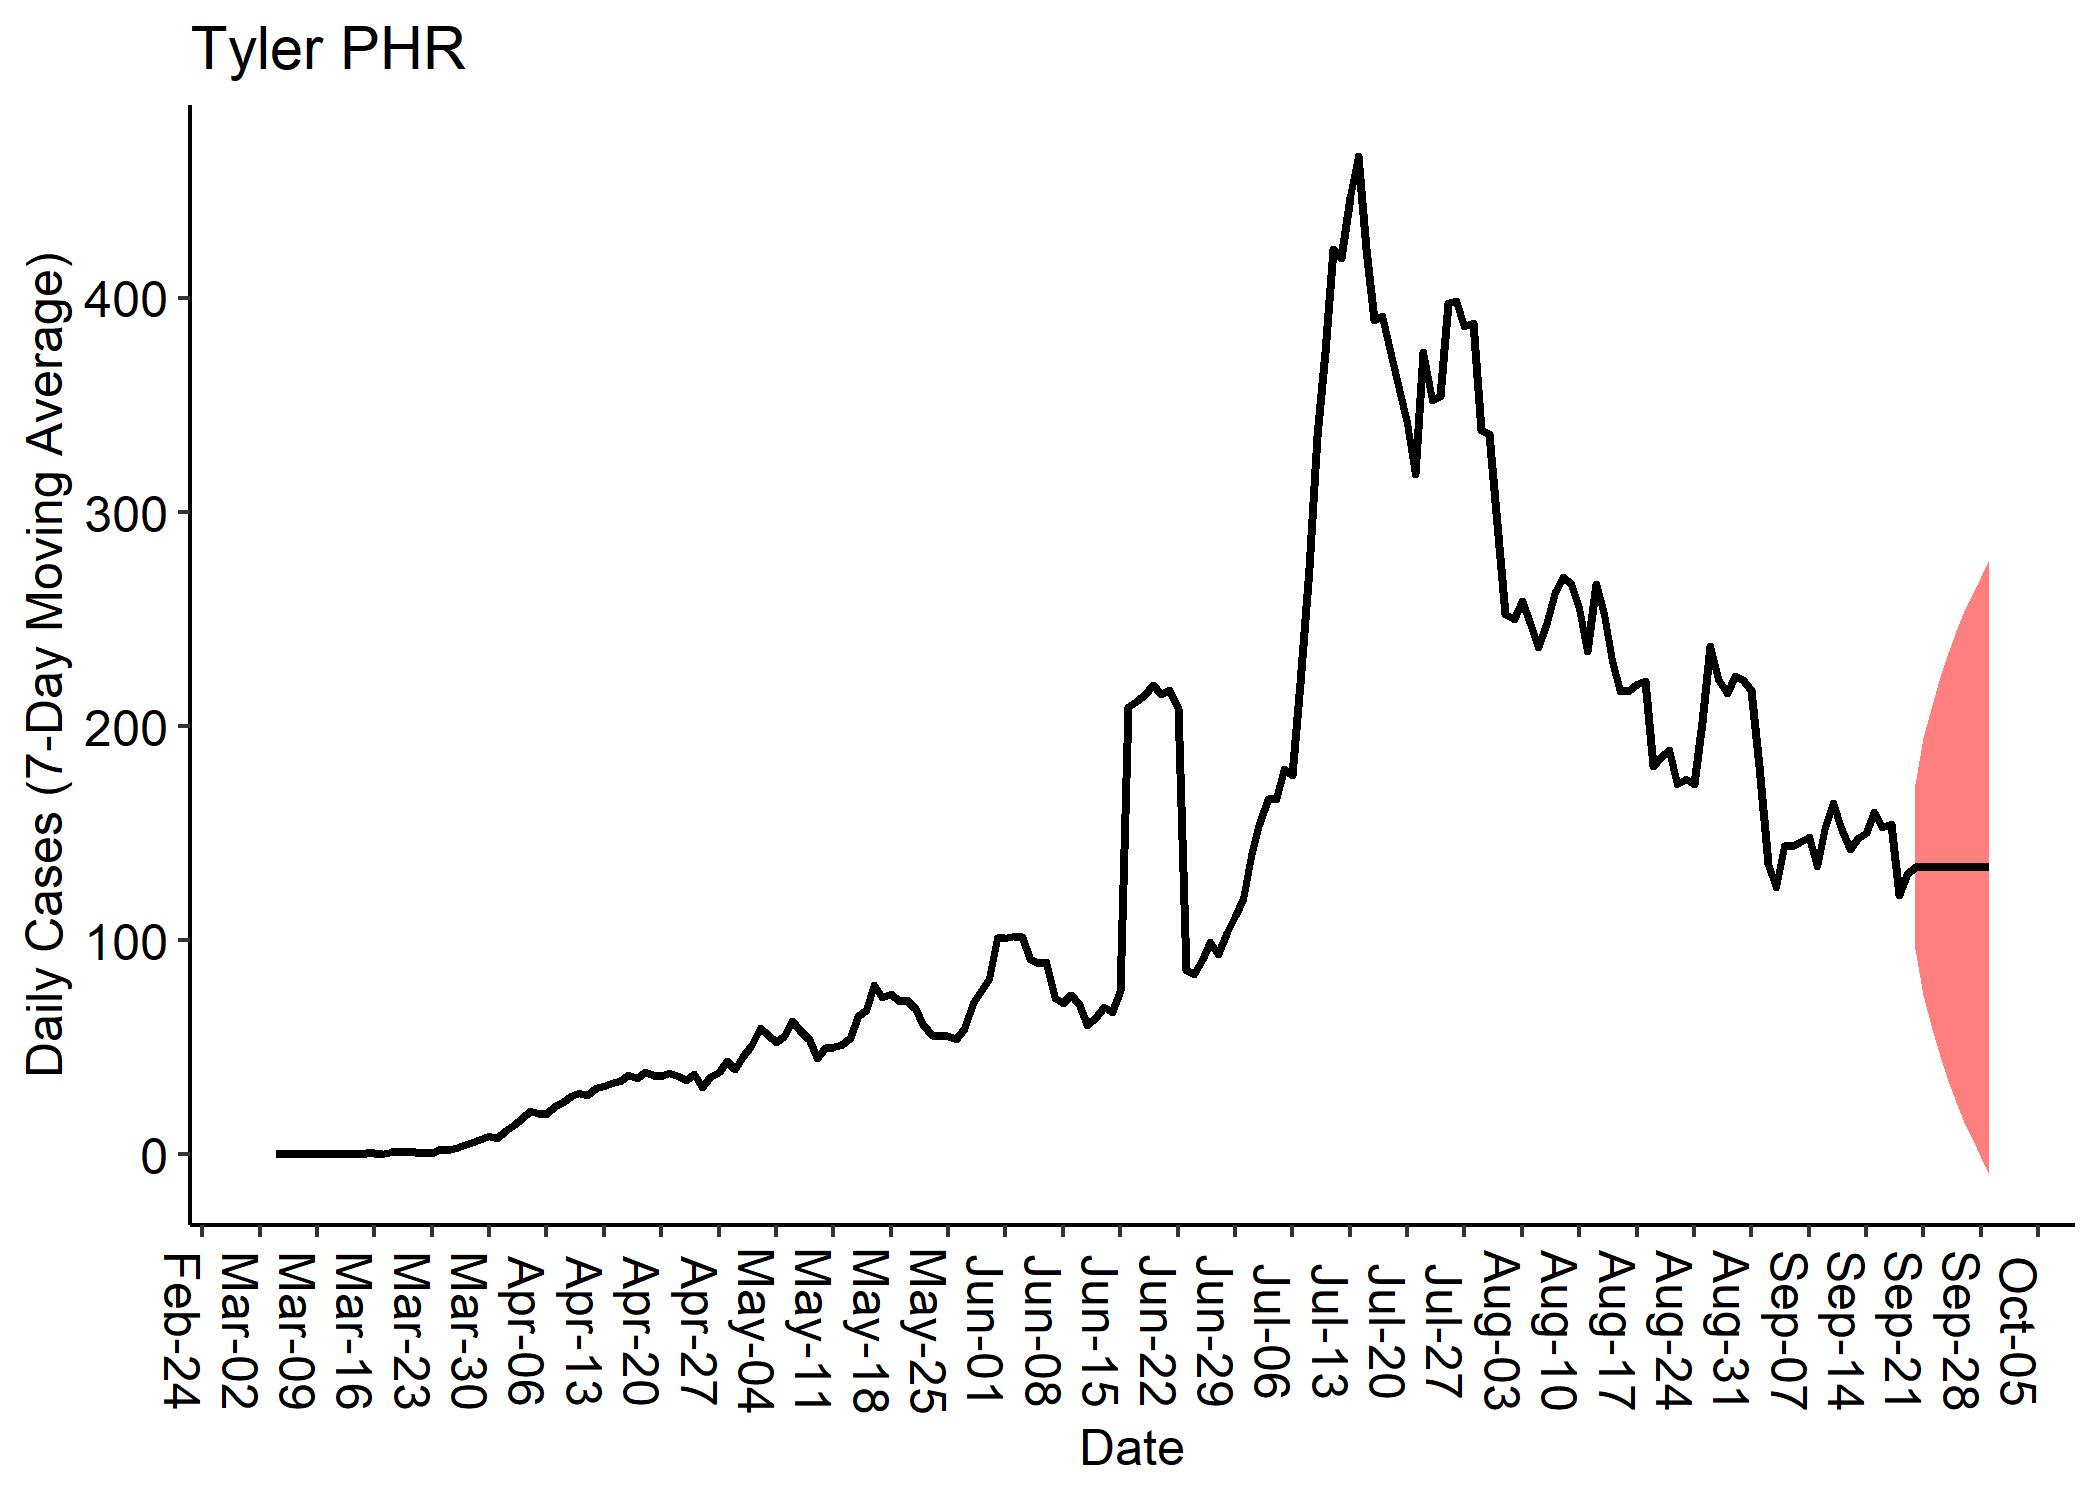 Tyler PHR
Daily Cases (7-Day Moving Average)
400
300
200
100
0
Feb-24
Mar-02
Mar-09
Mar-16
Mar-23
Mar-30
Apr-06
Apr-13
Apr-20
Apr-27
May-04
May-11
May-18
May-25
Jun-01
Jun-08
Jun-15
Jun-22
Jun-29
Jul-06
Jul-13
Jul-20
Jul-27
Aug-03
Aug-10
Aug-17
Aug-24
Aug-31
Sep-07
Sep-14
Sep-21
Sep-28
Oct-05
Date